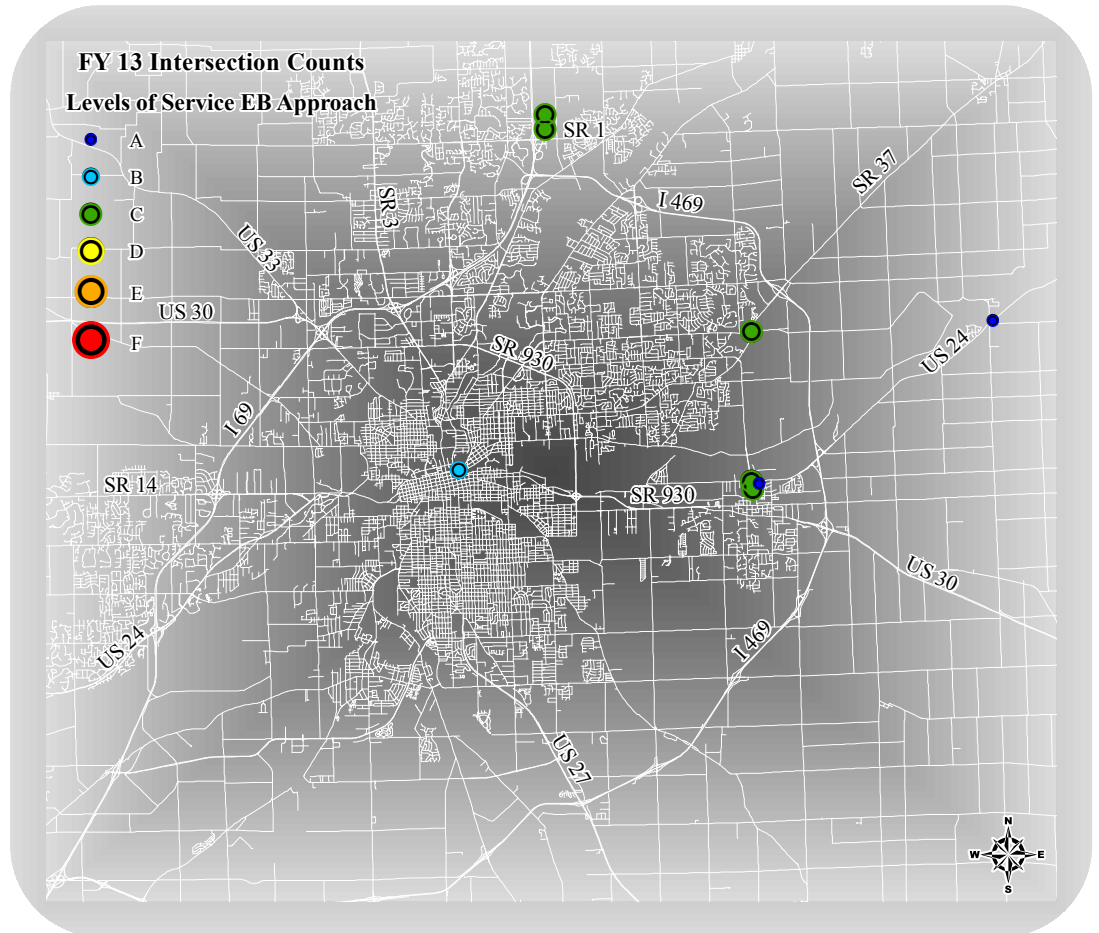 FY 13 Intersection Counts
Levels of Service EB Approach
A
B
C
D
E
F
SR 1
SR 37
I 469
SR 3
US 33
US 30
SR 930
US 24
I 69
SR 14
SR 930
US 30
US 24
I 469
US 27
N
W E
S